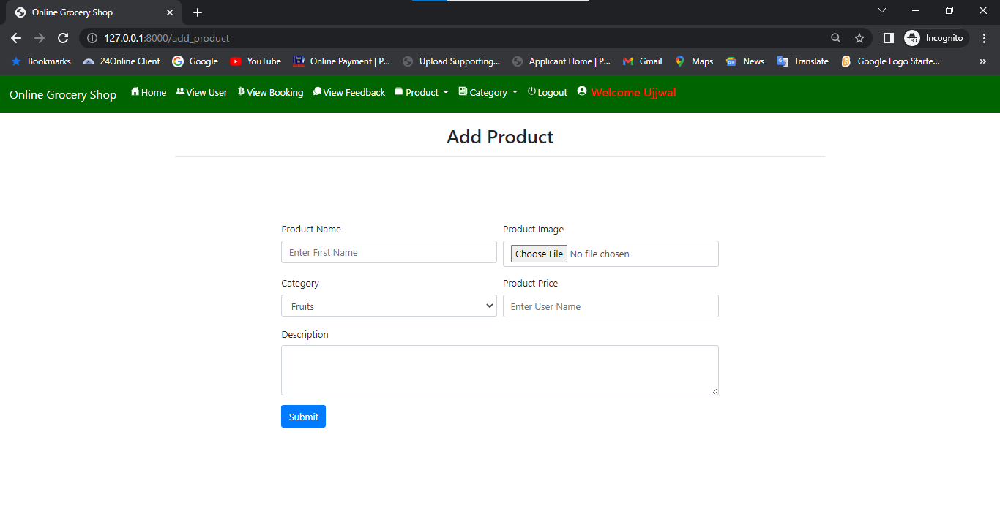 Online Grocery Shop
127.0.0.1:8000/add_product
Incognito
Bookmarks 24Online Client Google YouTube Online Payment | P... Upload Supporting... Applicant Home | P... Gmail Maps News Translate Google Logo Starte... »
Online Grocery Shop Home View User View Booking View Feedback Product Category Logout Welcome Ujjwal
Add Product
Product Name Product Image
Enter First Name Choose File No file chosen
Category Product Price
Fruits Enter User Name
Description
Submit